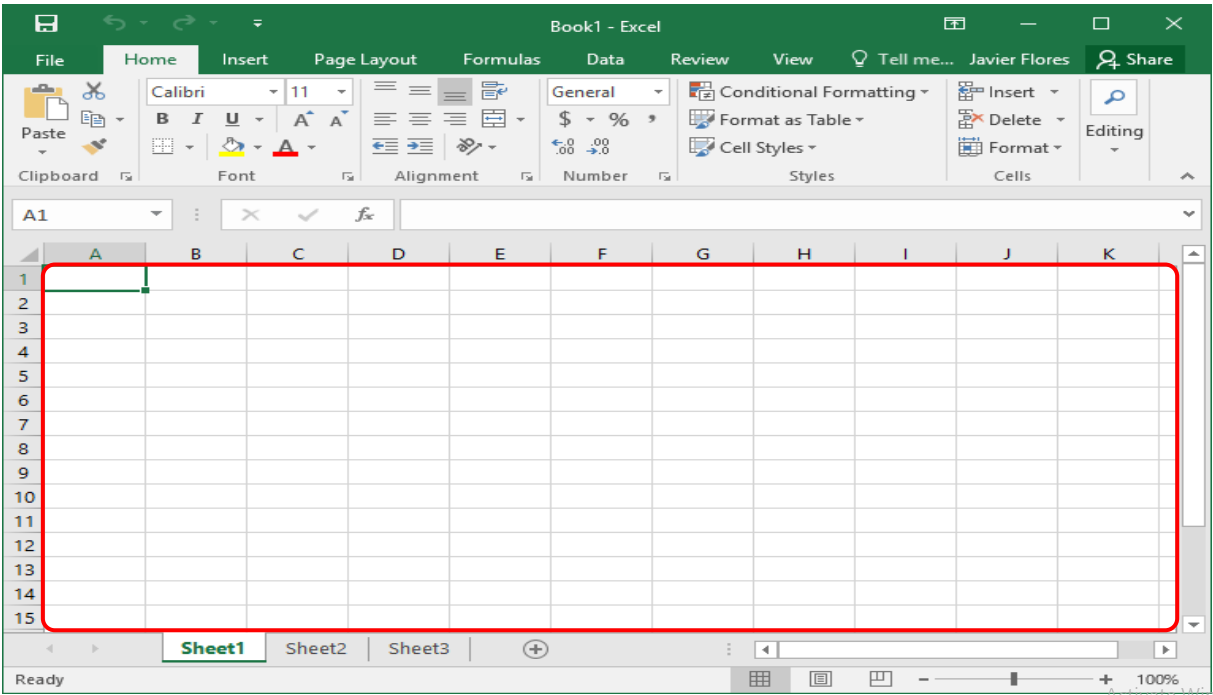 Book1 - Excel
File Home Insert Page Layout Formulas Data Review View Tell me... Javier Flores Share
Paste
Calibri 11
B I U A A A
General
$ % ,
.00 .0 .00 .0
Conditional Formatting
Format as Table
Cell Styles
Insert
Delete
Format
Editing
Clipboard Font Alignment Number Styles Cells
A1 fx
A B C D E F G H I J K
1
2
3
4
5
6
7
8
9
10
11
12
13
14
15
Sheet1 Sheet2 Sheet3
Ready 100%